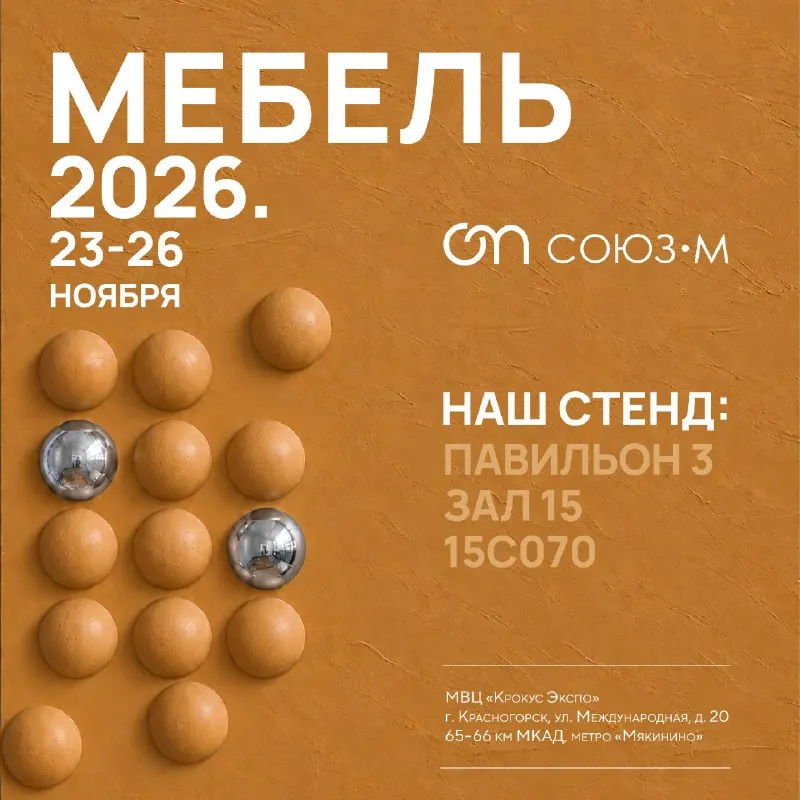 МЕБЕЛЬ
2026.
23-26
НОЯБРЯ
СОЮЗ·М
НАШ СТЕНД:
ПАВИЛЬОН 3
ЗАЛ 15
15С070
МВЦ «Крокус Экспо»
г. Красногорск, ул. Международная, д. 20
65-66 км МКАД, метро «Мякинино»